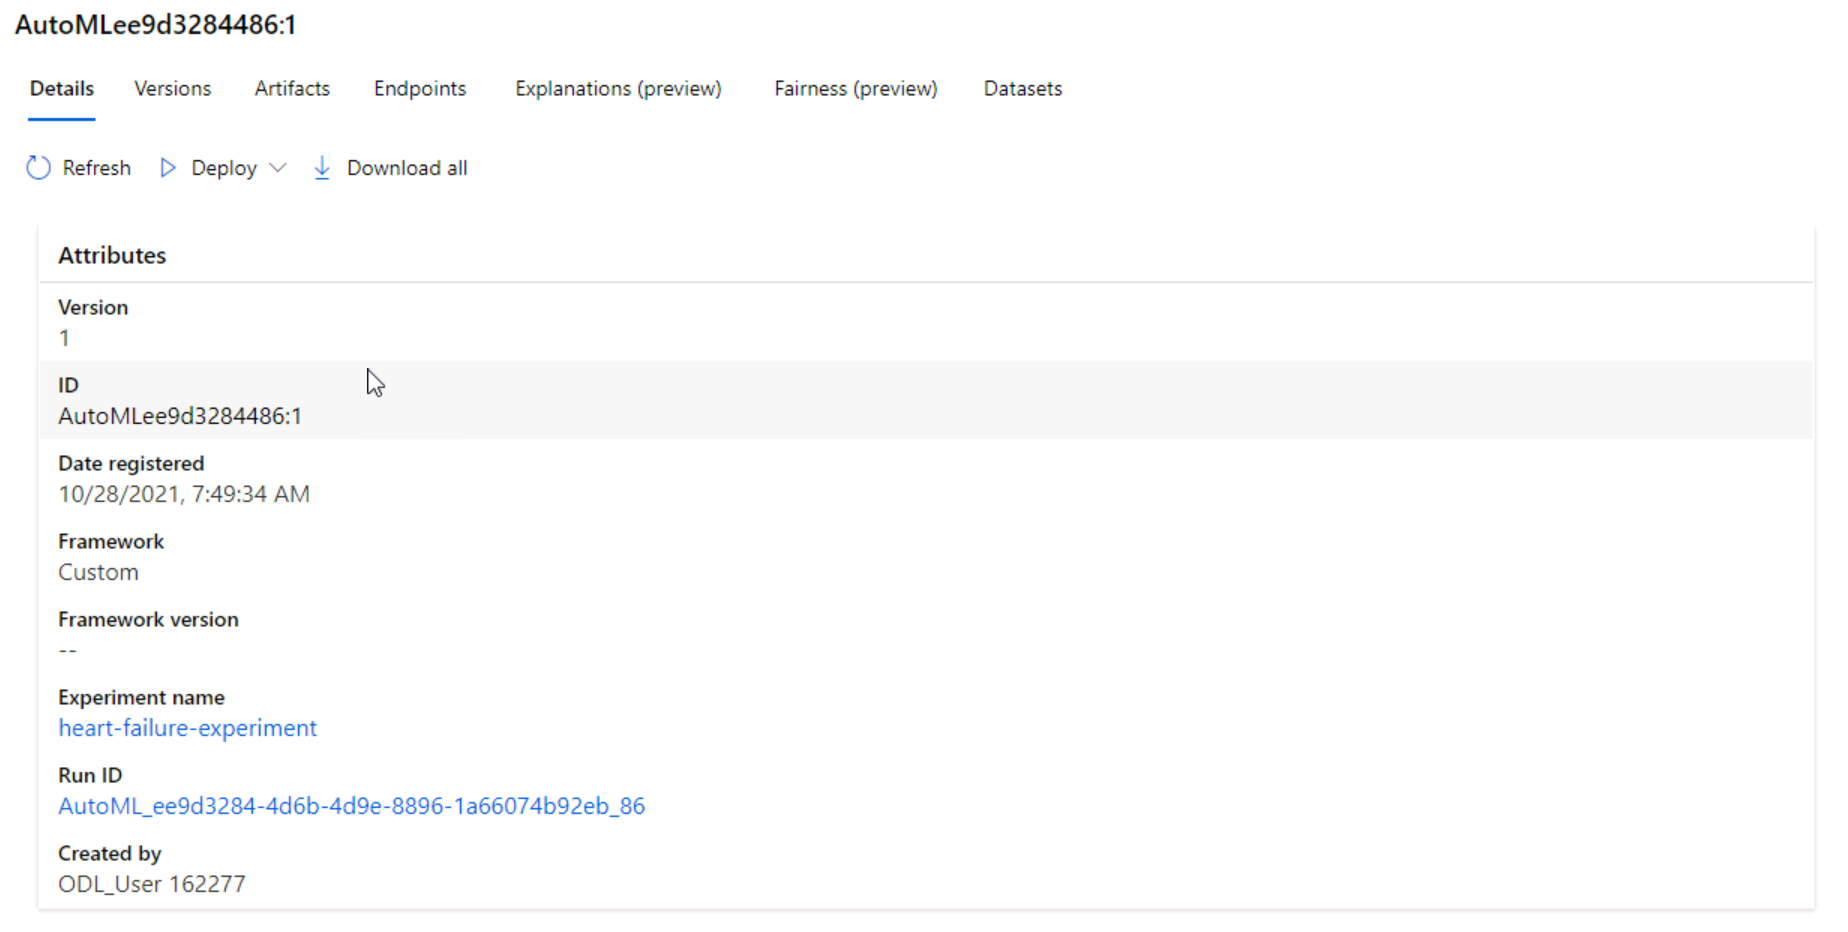 AutoMLee9d3284486:1
Details Versions Artifacts Endpoints Explanations (preview) Fairness (preview) Datasets
Refresh Deploy Download all
Attributes
Version
1
ID
AutoMLee9d3284486:1
Date registered
10/28/2021, 7:49:34 AM
Framework
Custom
Framework version
--
Experiment name
heart-failure-experiment
Run ID
AutoML_ee9d3284-4d6b-4d9e-8896-1a66074b92eb_86
Created by
ODL_User 162277